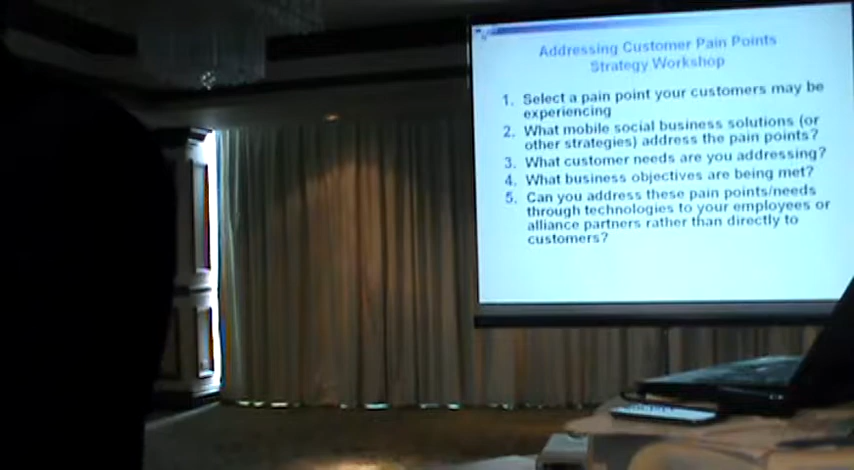 Addressing Customer Pain Points
Strategy Workshop
1. Select a pain point your customers may be
experiencing
2. What mobile social business solutions (or
other strategies) address the pain points?
3. What customer needs are you addressing?
4. What business objectives are being met?
5. Can you address these pain points/needs
through technologies to your employees or
alliance partners rather than directly to
customers?